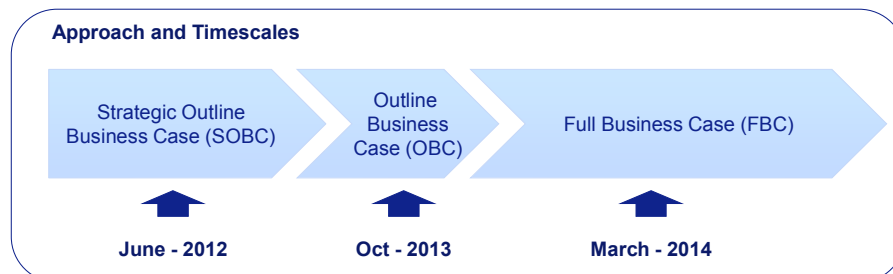 Approach and Timescales
Strategic Outline
Business Case (SOBC)
Outline
Business
Case (OBC)
Full Business Case (FBC)
June - 2012
Oct - 2013
March - 2014